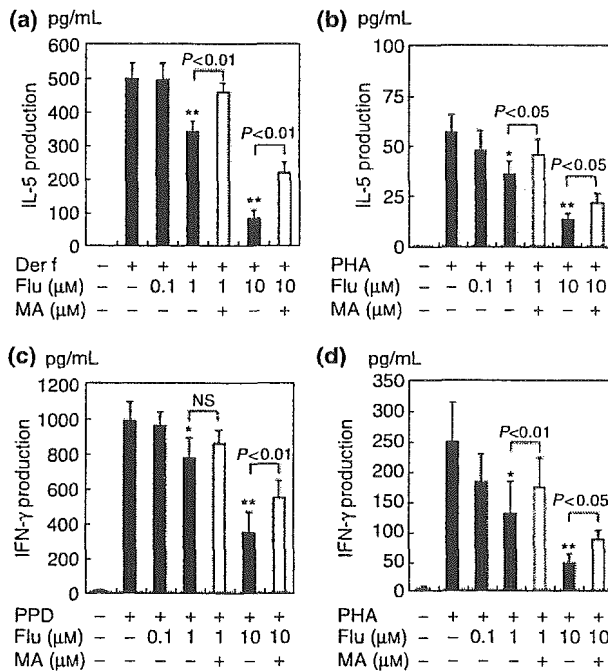 (a) pg/mL
600
500
400
300
200
100
0
IL-5 production
P<0.01
**
P<0.01
**
Der f – + + + + + +
Flu (μM) – – 0.1 1 1 10 10
MA (μM) – – – – + – +
(b) pg/mL
100
75
50
25
0
IL-5 production
P<0.05
*
P<0.05
**
PHA – + + + + + +
Flu (μM) – – 0.1 1 1 10 10
MA (μM) – – – – + – +
(c) pg/mL
1200
1000
800
600
400
200
0
IFN-γ production
NS
*
P<0.01
**
PPD – + + + + + +
Flu (μM) – – 0.1 1 1 10 10
MA (μM) – – – – + – +
(d) pg/mL
350
300
250
200
150
100
50
0
IFN-γ production
P<0.01
*
P<0.05
**
PHA – + + + + + +
Flu (μM) – – 0.1 1 1 10 10
MA (μM) – – – – + – +